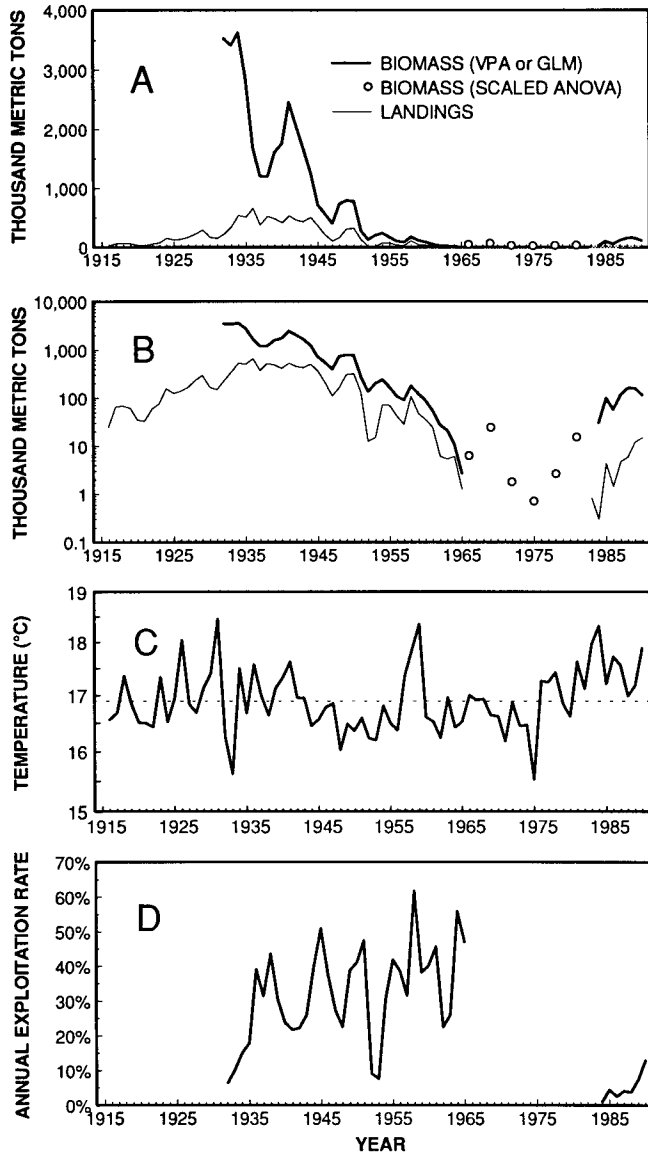 THOUSAND METRIC TONS
4,000
3,000
2,000
1,000
0
A
BIOMASS (VPA or GLM)
BIOMASS (SCALED ANOVA)
LANDINGS
1915 1925 1935 1945 1955 1965 1975 1985
THOUSAND METRIC TONS
10,000
1,000
100
10
1
0.1
B
1915 1925 1935 1945 1955 1965 1975 1985
TEMPERATURE (°C)
19
18
17
16
15
C
1915 1925 1935 1945 1955 1965 1975 1985
ANNUAL EXPLOITATION RATE
70%
60%
50%
40%
30%
20%
10%
0%
D
1915 1925 1935 1945 1955 1965 1975 1985
YEAR